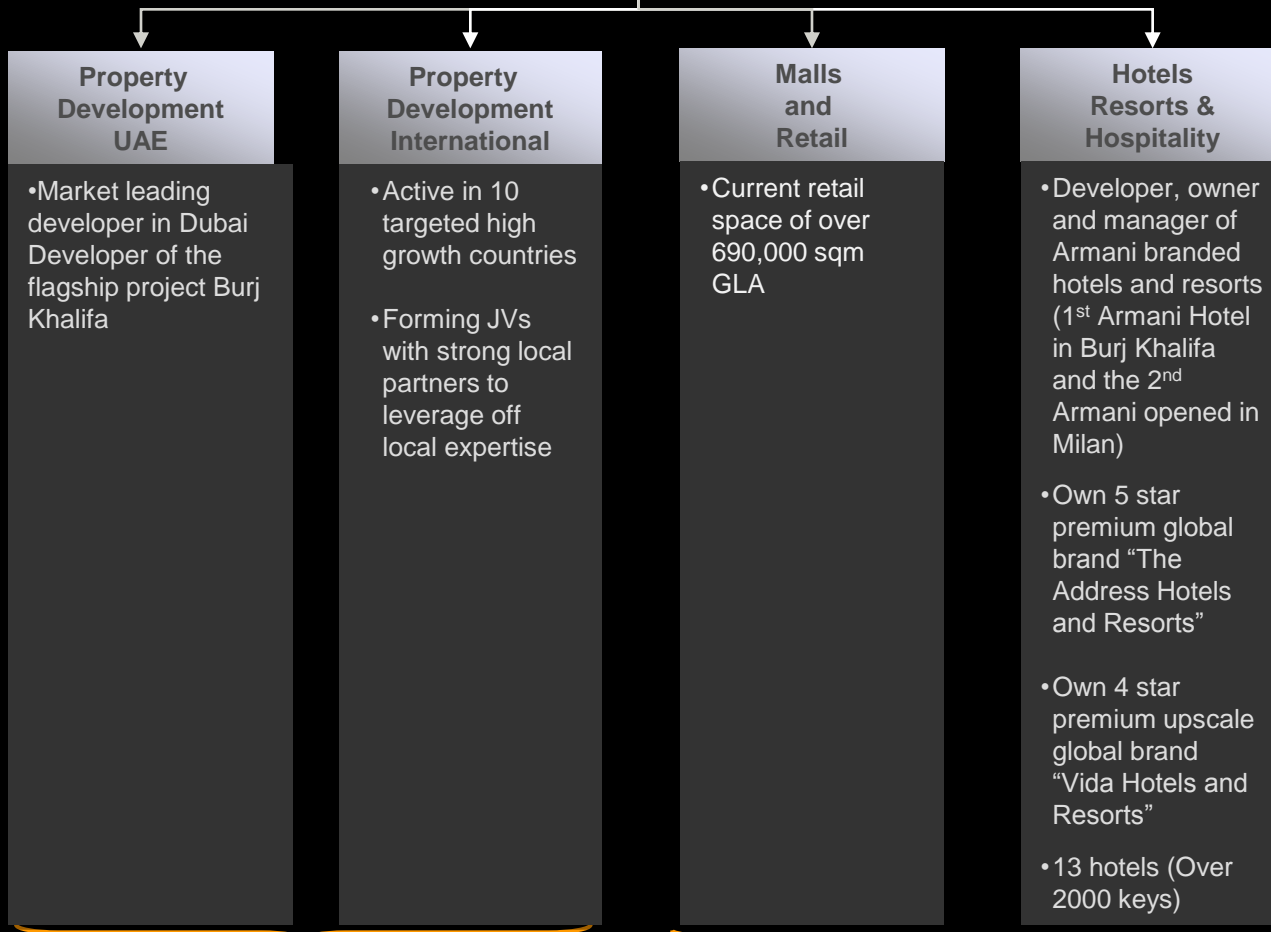 Property
Development
UAE
•Market leading
developer in Dubai
Developer of the
flagship project Burj
Khalifa
Property
Development
International
•Active in 10
targeted high
growth countries
•Forming JVs
with strong local
partners to
leverage off
local expertise
Malls
and
Retail
•Current retail
space of over
690,000 sqm
GLA
Hotels
Resorts &
Hospitality
•Developer, owner
and manager of
Armani branded
hotels and resorts
(1st Armani Hotel
in Burj Khalifa
and the 2nd
Armani opened in
Milan)
•Own 5 star
premium global
brand “The
Address Hotels
and Resorts”
•Own 4 star
premium upscale
global brand
“Vida Hotels and
Resorts”
•13 hotels (Over
2000 keys)